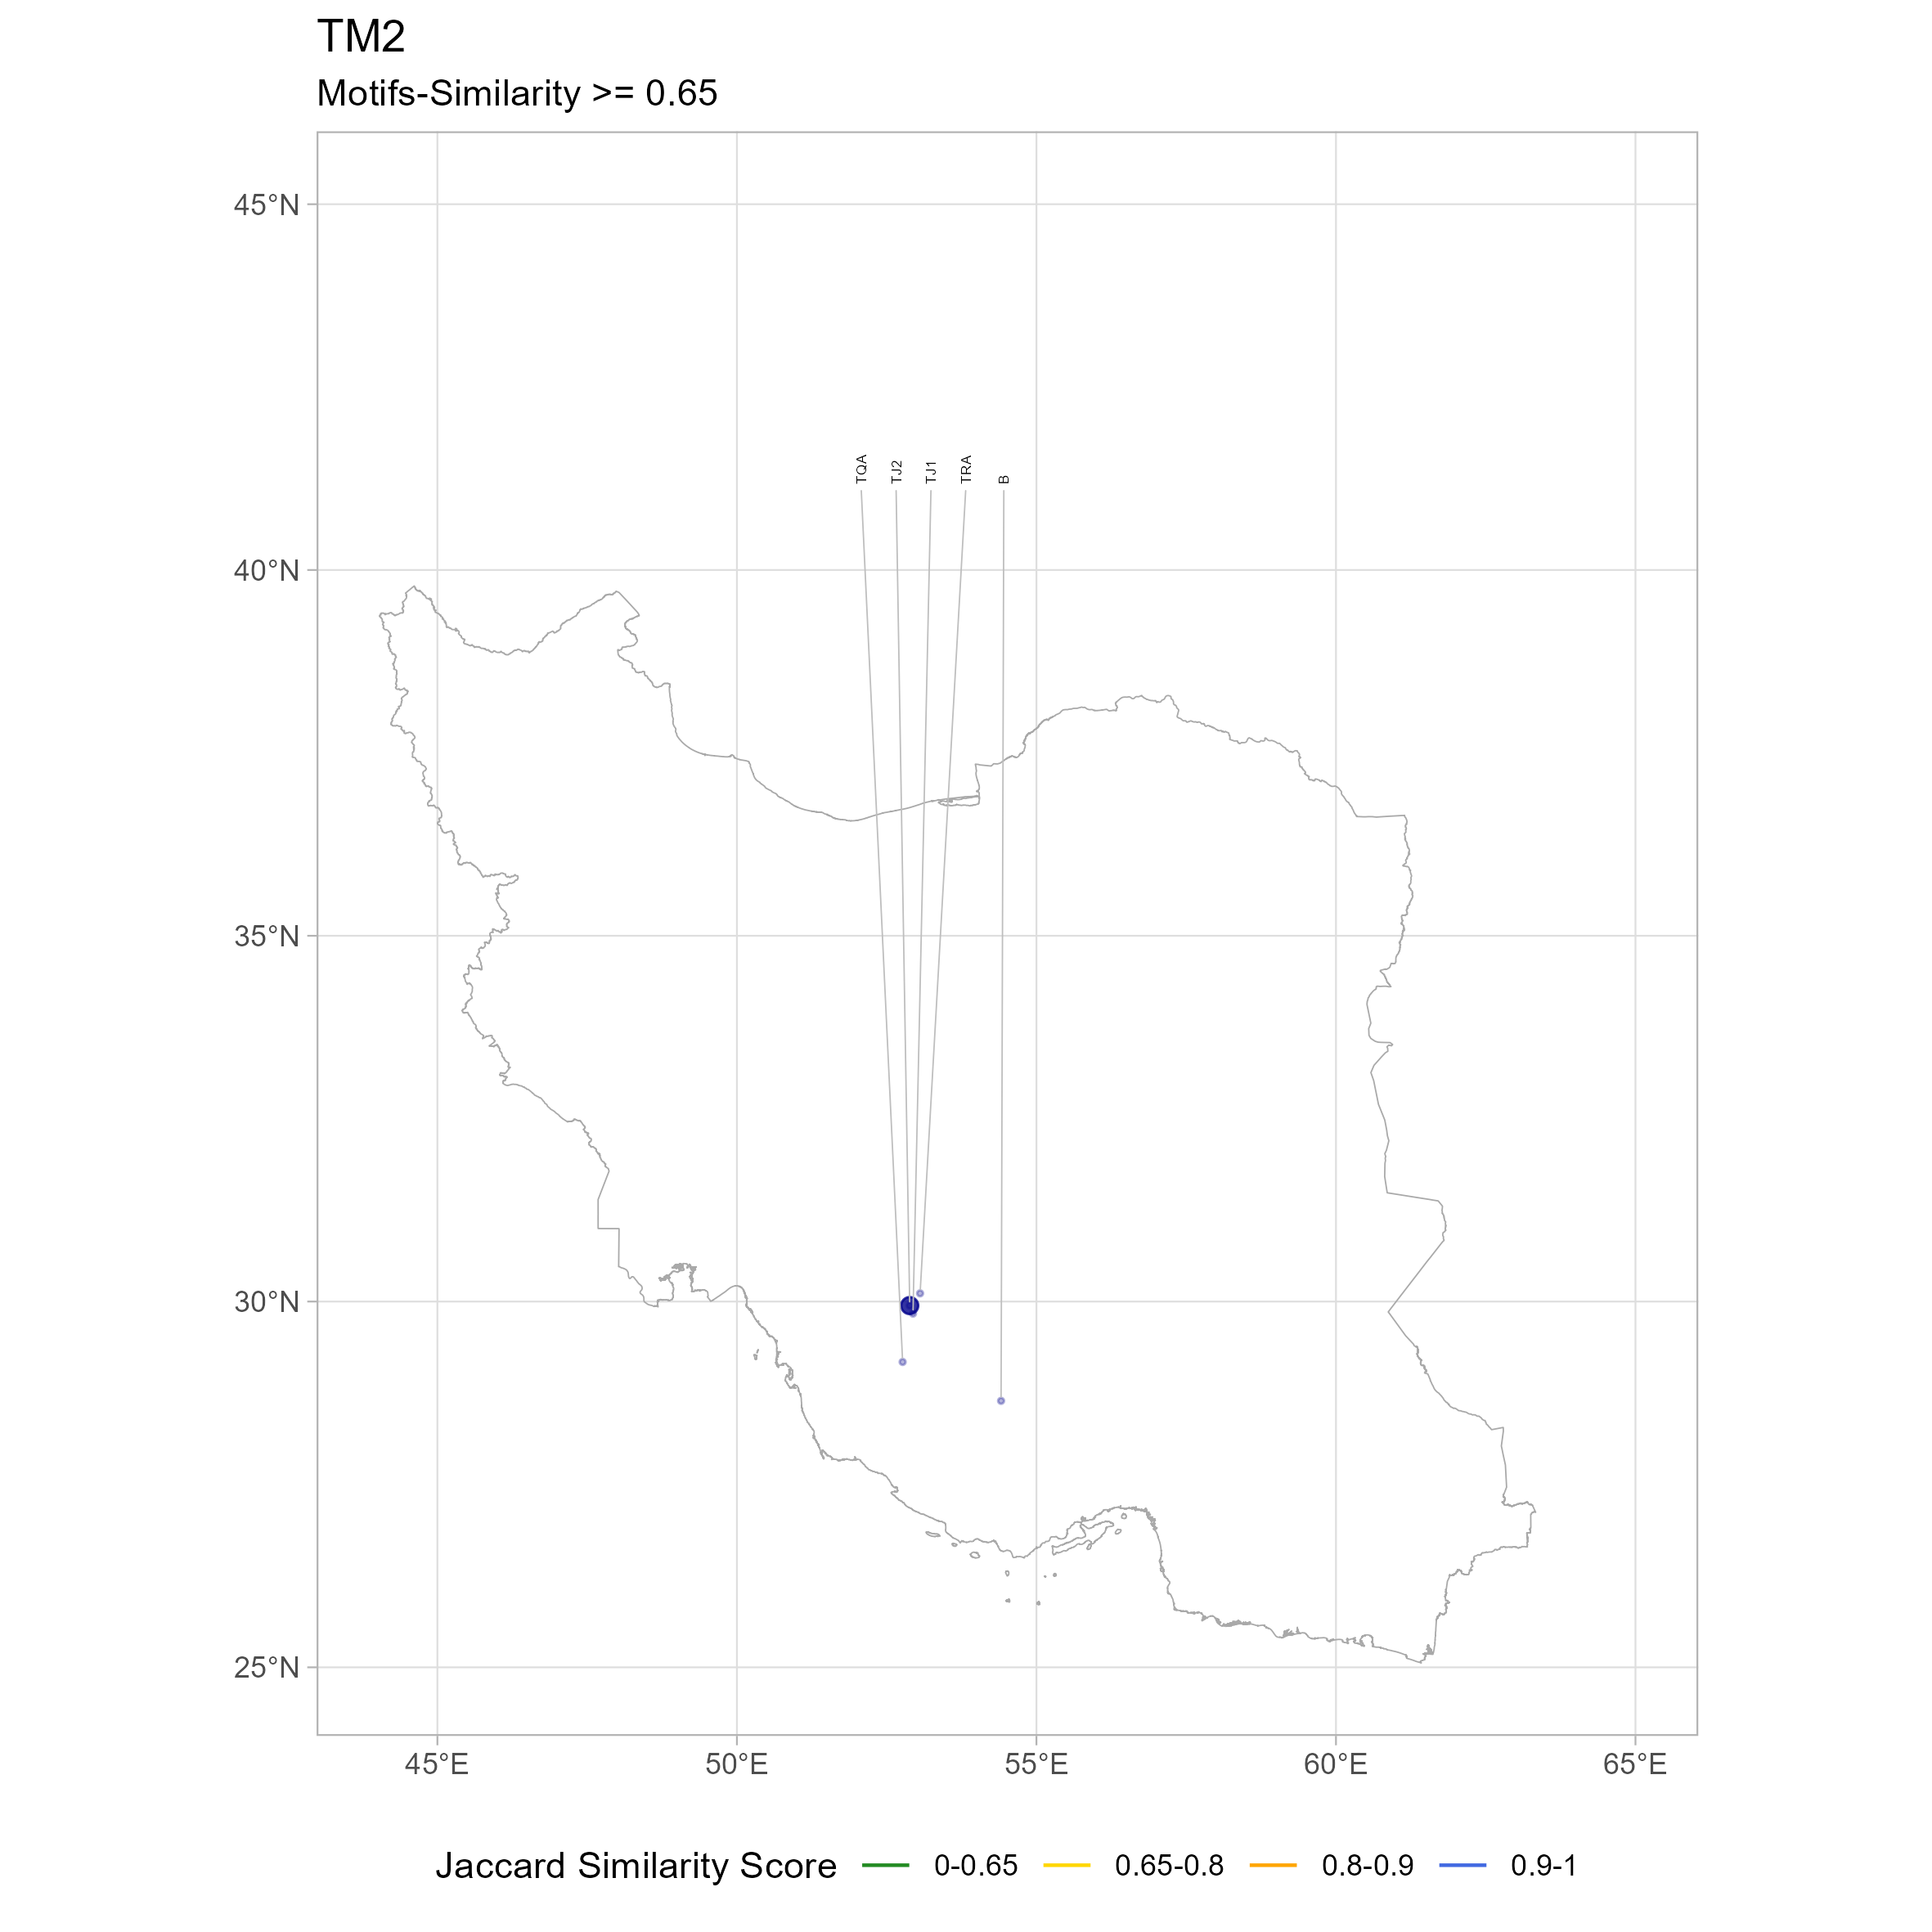 TM2
Motifs-Similarity >= 0.65
45°N
40°N
35°N
30°N
25°N
TQA
TJ2
TJ1
TRA
B
45°E
50°E
55°E
60°E
65°E
Jaccard Similarity Score 0-0.65 0.65-0.8 0.8-0.9 0.9-1